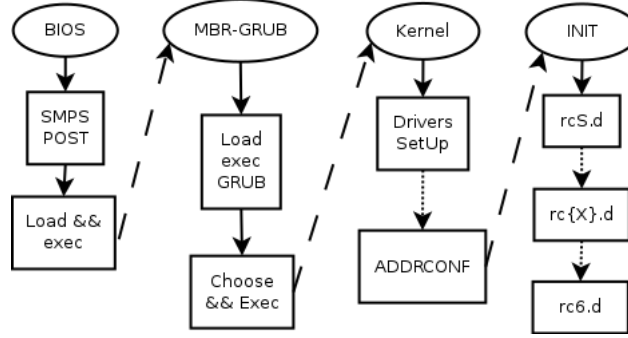 BIOS
SMPS
POST
Load &&
exec
MBR-GRUB
Load
exec
GRUB
Choose
&& Exec
Kernel
Drivers
SetUp
ADDRCONF
INIT
rcS.d
rc{X}.d
rc6.d